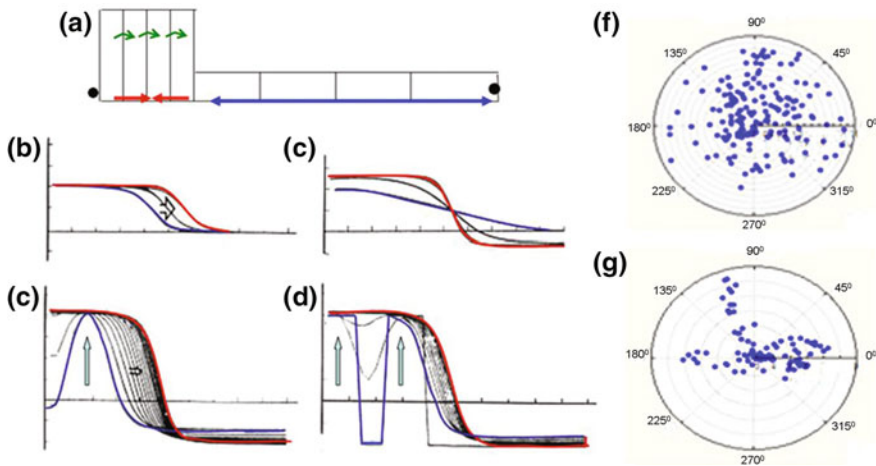 (a)
(b)
(c)
(c)
(d)
(f)
90⁰
135⁰
45⁰
180⁰
0⁰
225⁰
315⁰
270⁰
(g)
90⁰
135⁰
45⁰
180⁰
0⁰
225⁰
315⁰
270⁰